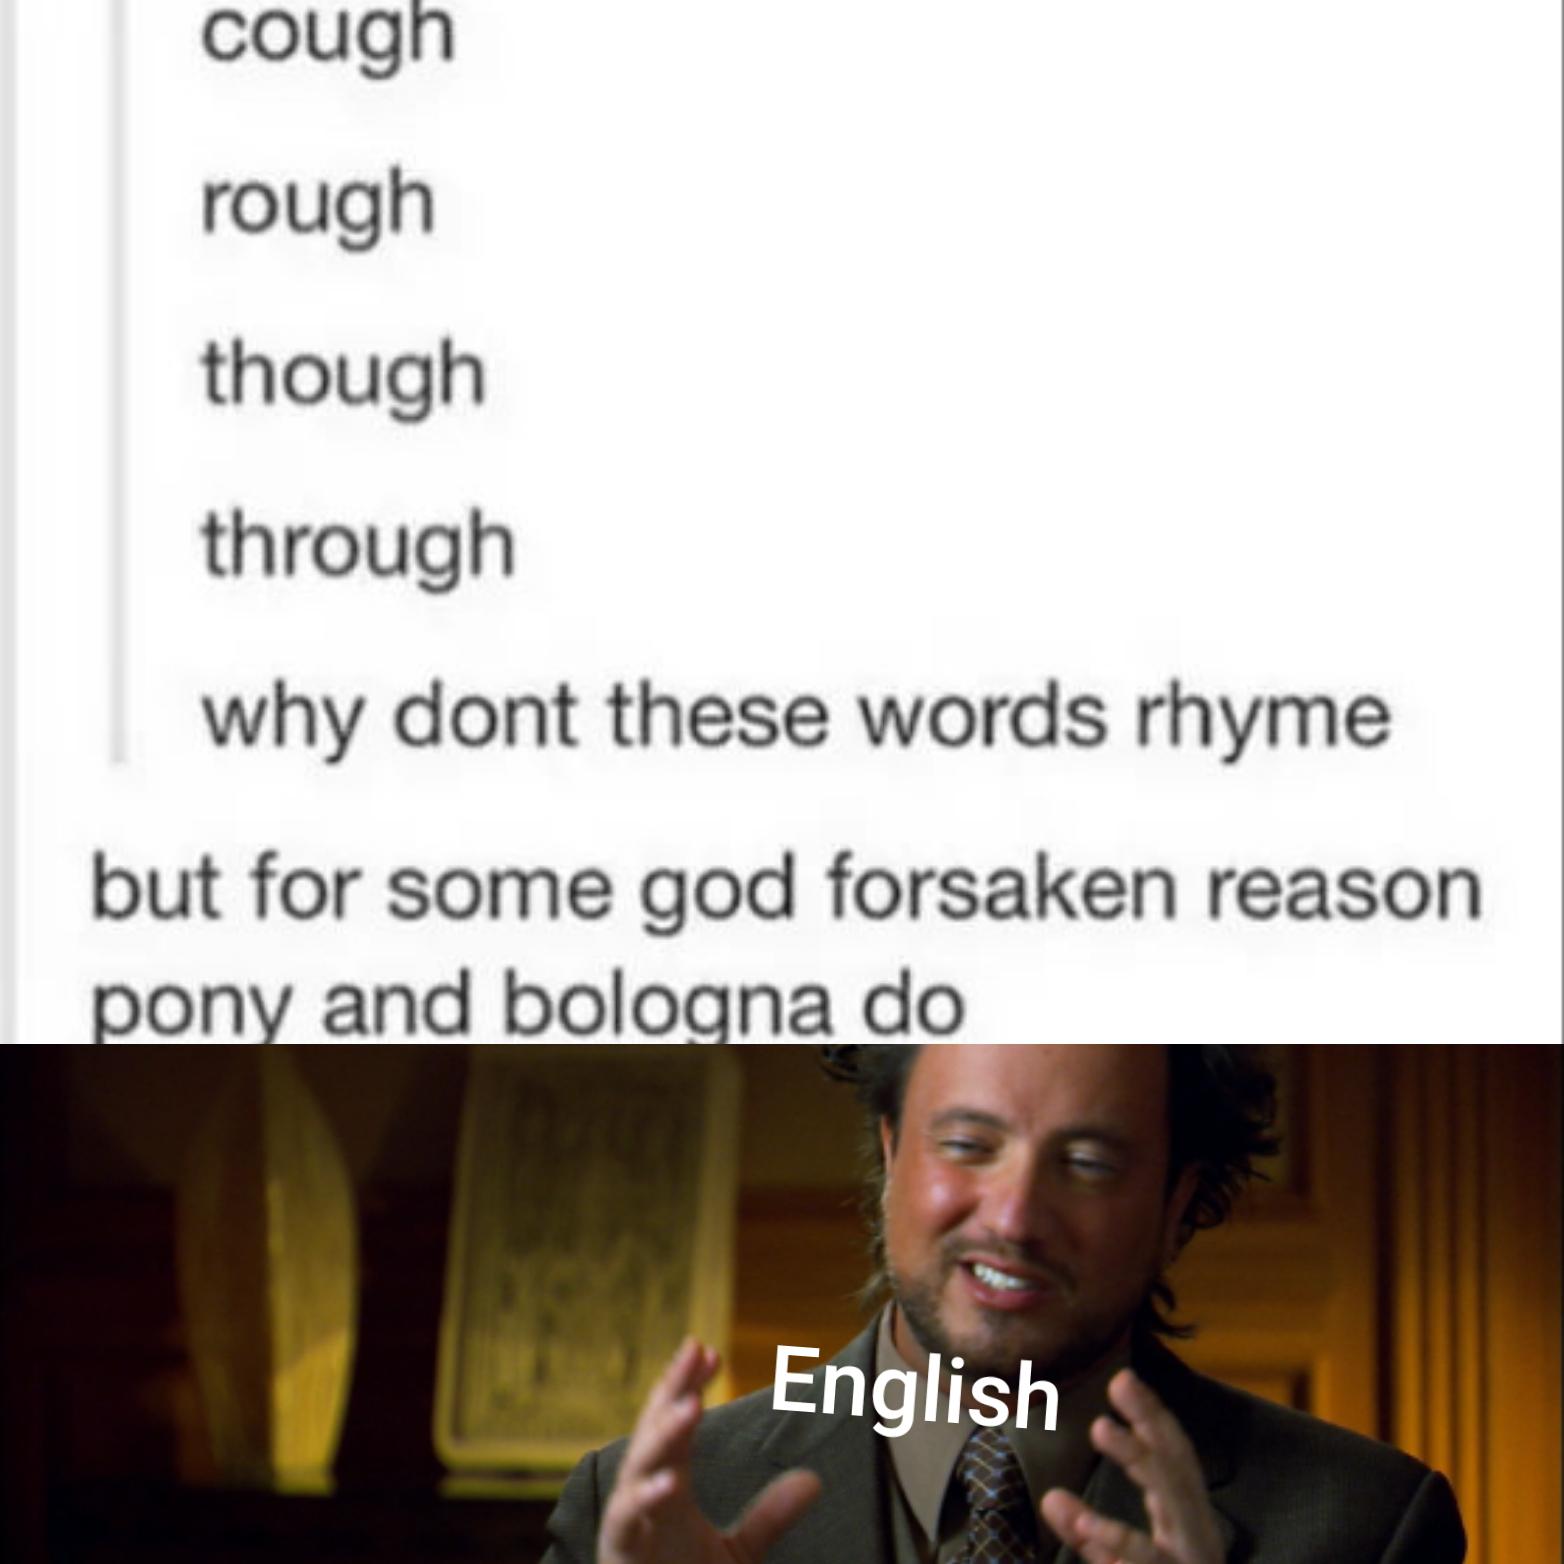 cough
rough
though
through
why dont these words rhyme
but for some god forsaken reason
pony and bologna do
English